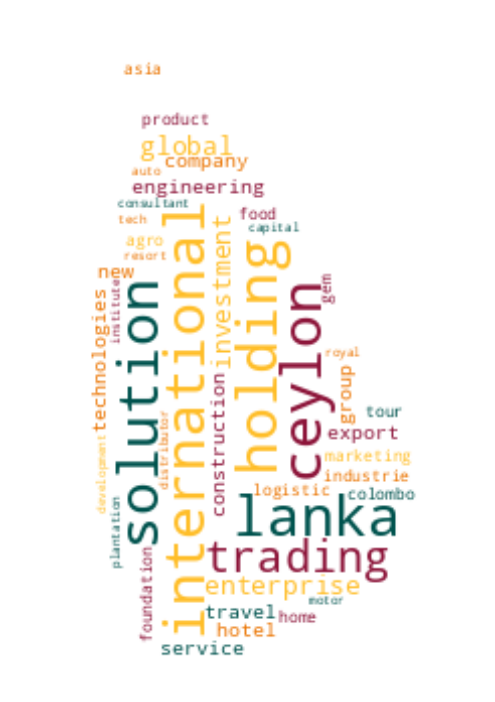 asia
product
global
company
auto
engineering
consultant
tech
food
capital
agro
resort
new
international
investment
holding
solution
ceylon
gem
institute
technologies
royal
group
tour
export
construction
distributor
development
marketing
industrie
logistic
colombo
plantation
lanka
trading
foundation
enterprise
motor
travel
home
hotel
service